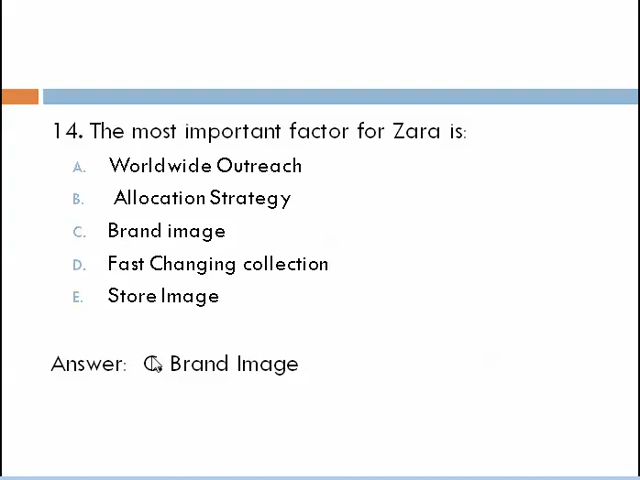 14. The most important factor for Zara is:
A. Worldwide Outreach
B. Allocation Strategy
C. Brand image
D. Fast Changing collection
E. Store Image
Answer: C. Brand Image